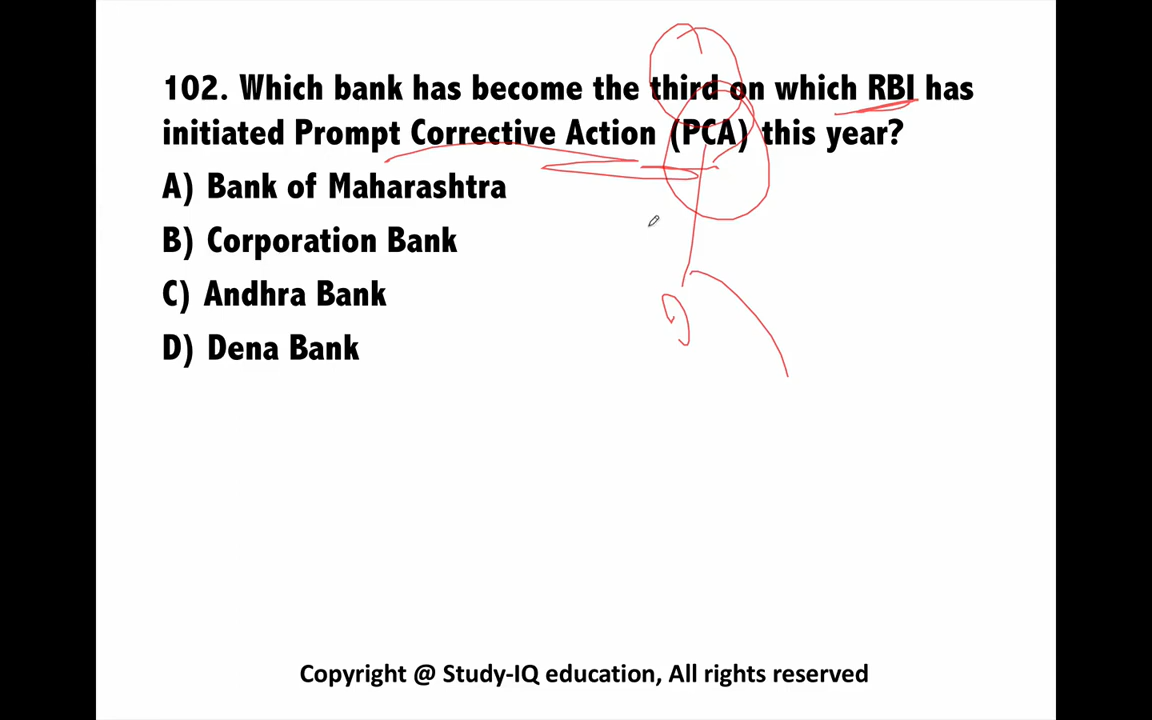 102. Which bank has become the third on which RBI has
initiated Prompt Corrective Action (PCA) this year?
A) Bank of Maharashtra
B) Corporation Bank
C) Andhra Bank
D) Dena Bank
Copyright @ Study-IQ education, All rights reserved